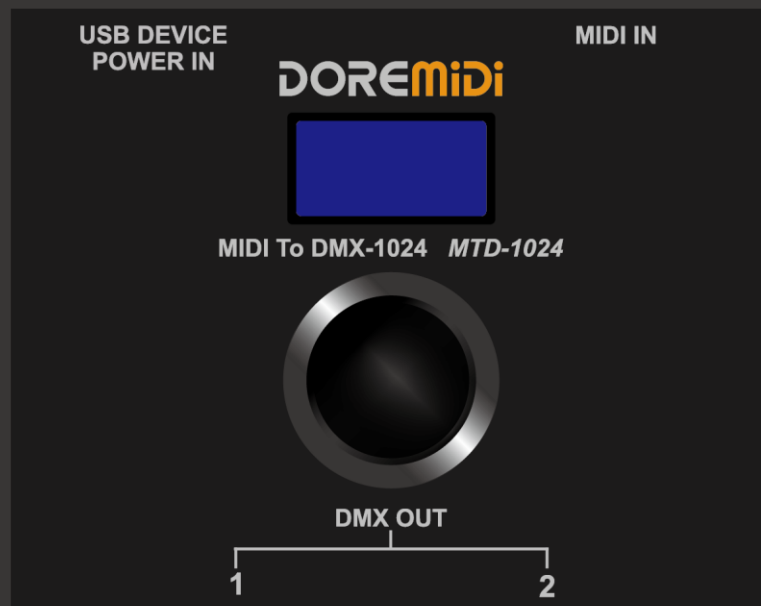 USB DEVICE
POWER IN
MIDI IN
DOREMiDi
MIDI To DMX-1024 MTD-1024
DMX OUT
1 2